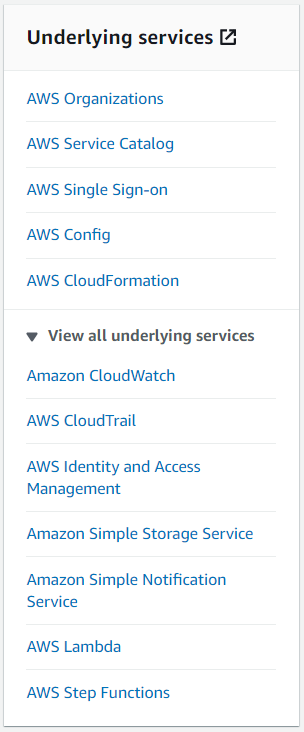 Underlying services
AWS Organizations
AWS Service Catalog
AWS Single Sign-on
AWS Config
AWS CloudFormation
View all underlying services
Amazon CloudWatch
AWS CloudTrail
AWS Identity and Access
Management
Amazon Simple Storage Service
Amazon Simple Notification
Service
AWS Lambda
AWS Step Functions